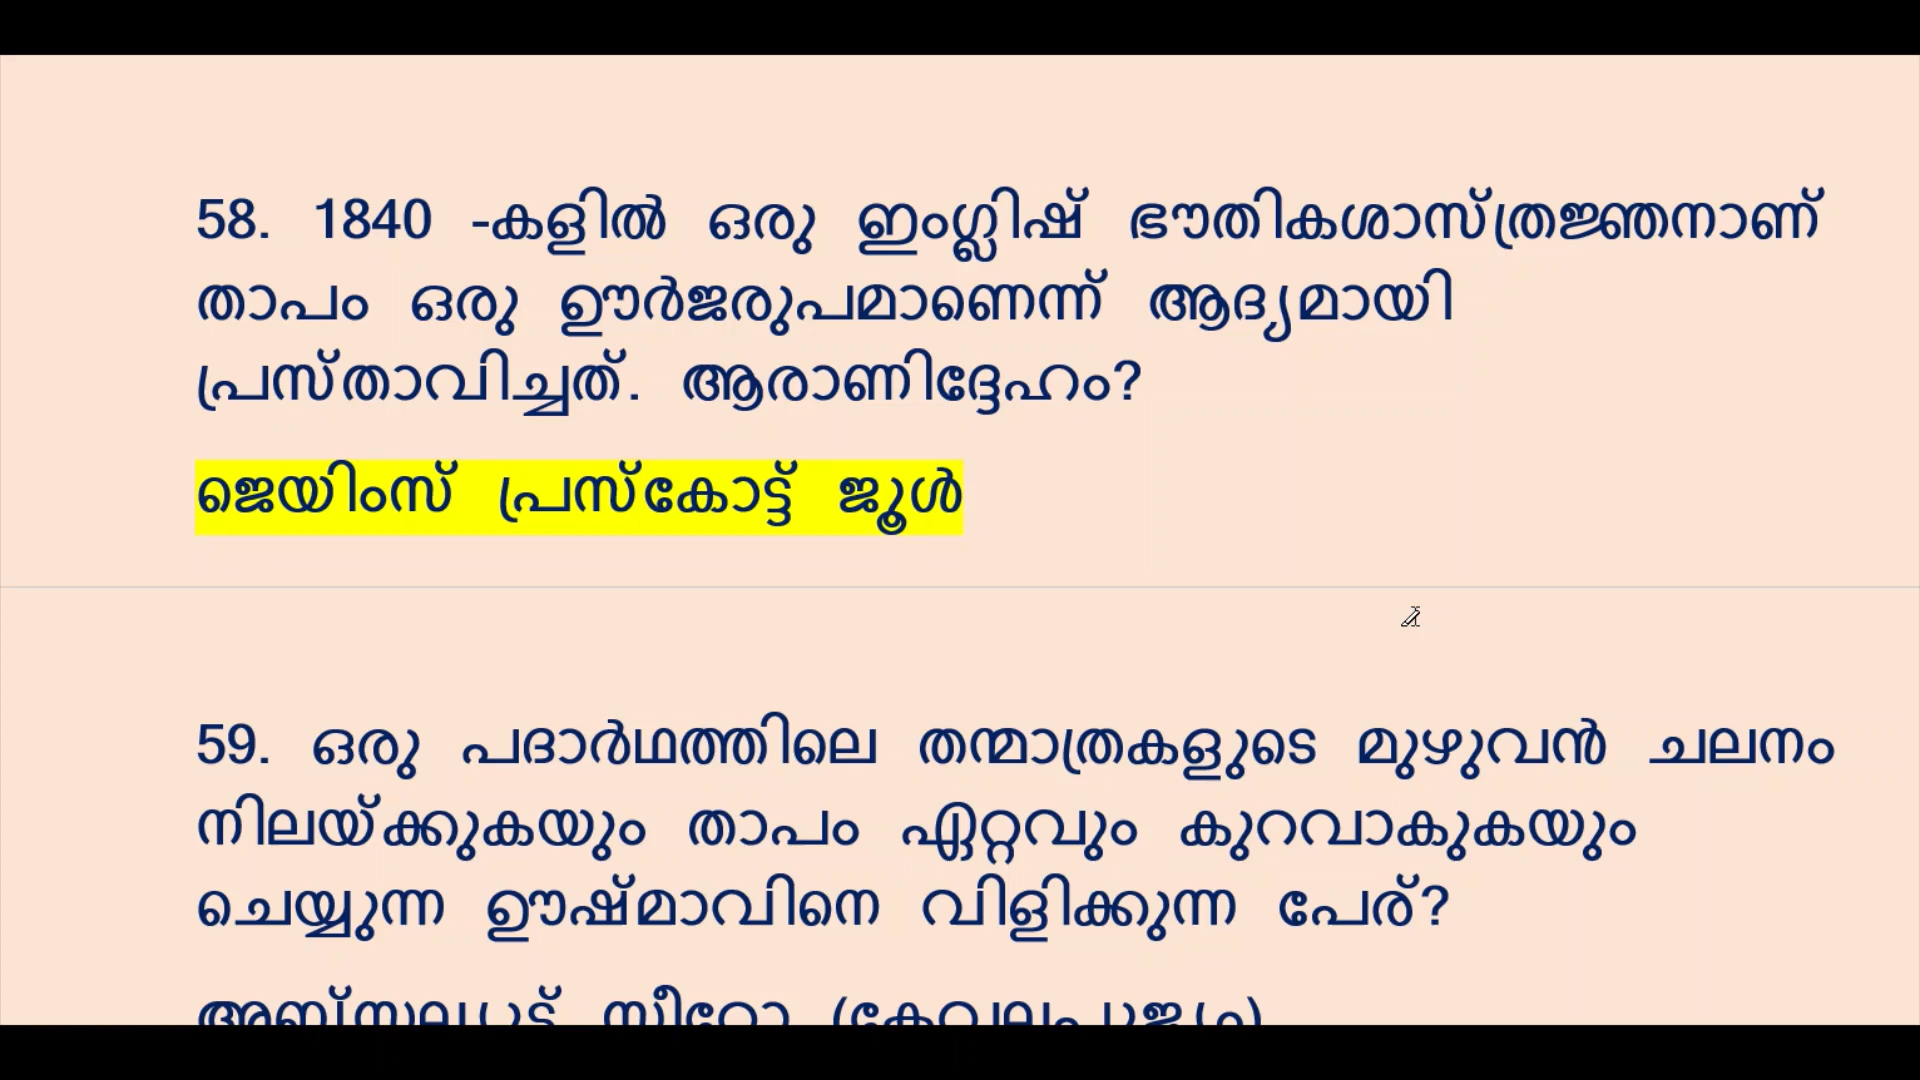 58. 1840 -കളിൽ ഒരു ഇംഗ്ലിഷ് ഭൗതികശാസ്ത്രജ്ഞനാണ്
താപം ഒരു ഊർജരുപമാണെന്ന് ആദ്യമായി
പ്രസ്താവിച്ചത്. ആരാണിദ്ദേഹം?
ജെയിംസ് പ്രസ്കോട്ട് ജൂൾ
59. ഒരു പദാർഥത്തിലെ തന്മാത്രകളുടെ മുഴുവൻ ചലനം
നിലയ്ക്കുകയും താപം ഏറ്റവും കുറവാകുകയും
ചെയ്യുന്ന ഊഷ്മാവിനെ വിളിക്കുന്ന പേര്?